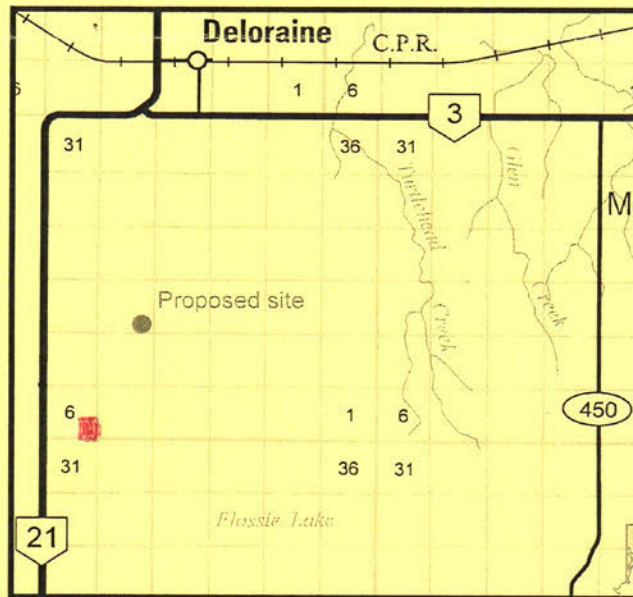 Deloraine
C.P.R.
6
1
6
3
31
36
31
Turtlehead
Creek
Glen
Creek
M
Proposed site
6
1
6
450
31
36
31
Flossie Lake
21